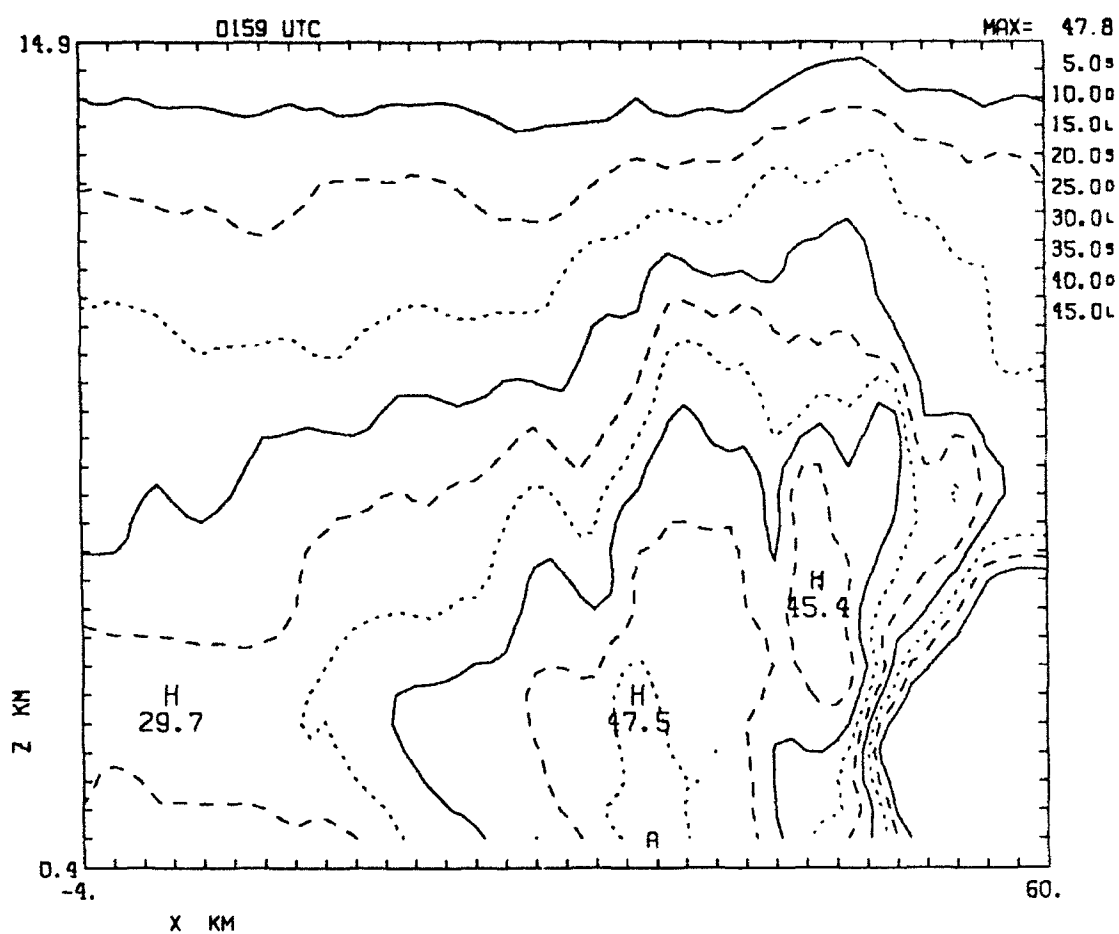 0159 UTC MAX= 47.8
14.9
5.0S
10.0D
15.0L
20.0S
25.0D
30.0L
35.0S
40.0D
45.0L
H
45.4
H
29.7
H
47.5
Z KM
A
0.4
-4. 60.
X KM